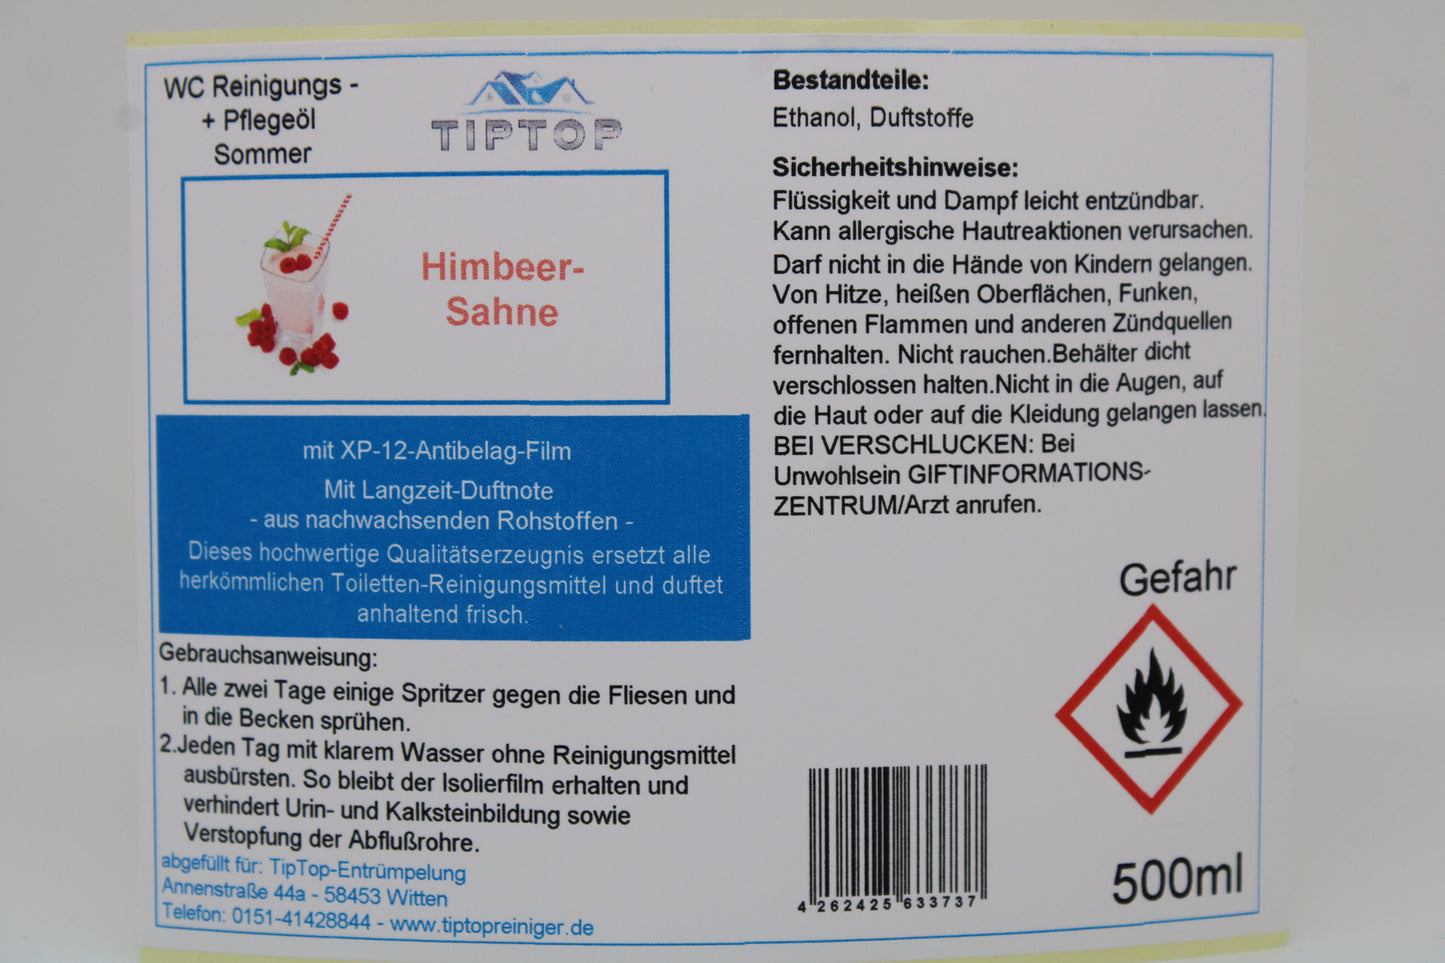 WC Reinigungs -
+ Pflegeöl
Sommer
TIPTOP
Himbeer-
Sahne
mit XP-12-Antibelag-Film
Mit Langzeit-Duftnote
- aus nachwachsenden Rohstoffen -
Dieses hochwertige Qualitätserzeugnis ersetzt alle
herkömmlichen Toiletten-Reinigungsmittel und duftet
anhaltend frisch.
Gebrauchsanweisung:
1. Alle zwei Tage einige Spritzer gegen die Fliesen und
in die Becken sprühen.
2.Jeden Tag mit klarem Wasser ohne Reinigungsmittel
ausbürsten. So bleibt der Isolierfilm erhalten und
verhindert Urin- und Kalksteinbildung sowie
Verstopfung der Abflußrohre.
abgefüllt für: TipTop-Entrümpelung
Annenstraße 44a - 58453 Witten
Telefon: 0151-41428844 - www.tiptopreiniger.de
Bestandteile:
Ethanol, Duftstoffe
Sicherheitshinweise:
Flüssigkeit und Dampf leicht entzündbar.
Kann allergische Hautreaktionen verursachen.
Darf nicht in die Hände von Kindern gelangen.
Von Hitze, heißen Oberflächen, Funken,
offenen Flammen und anderen Zündquellen
fernhalten. Nicht rauchen.Behälter dicht
verschlossen halten.Nicht in die Augen, auf
die Haut oder auf die Kleidung gelangen lassen.
BEI VERSCHLUCKEN: Bei
Unwohlsein GIFTINFORMATIONS-
ZENTRUM/Arzt anrufen.
Gefahr
4 262425 633737
500ml